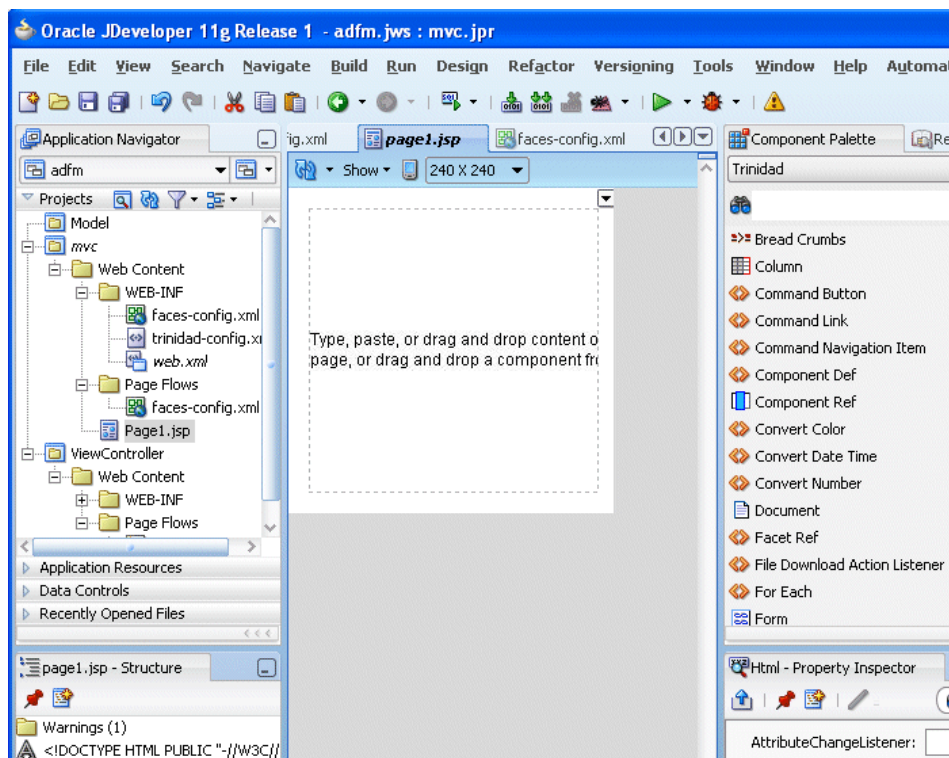 Oracle JDeveloper 11g Release 1 - adfm.jws : mvc.jpr
File Edit View Search Navigate Build Run Design Refactor Versioning Tools Window Help Automat
Application Navigator
ig.xml page1.jsp faces-config.xml
Component Palette Re
adfm
Show 240 X 240
Trinidad
Projects
Model
mvc
Web Content
WEB-INF
faces-config.xml
trinidad-config.x
web.xml
Page Flows
faces-config.xml
Page1.jsp
ViewController
Web Content
WEB-INF
Page Flows
Application Resources
Data Controls
Recently Opened Files
page1.jsp - Structure
Warnings (1)
<!DOCTYPE HTML PUBLIC "-//W3C//
Type, paste, or drag and drop content o
page, or drag and drop a component fr
Bread Crumbs
Column
Command Button
Command Link
Command Navigation Item
Component Def
Component Ref
Convert Color
Convert Date Time
Convert Number
Document
Facet Ref
File Download Action Listener
For Each
Form
Html - Property Inspector
AttributeChangeListener: